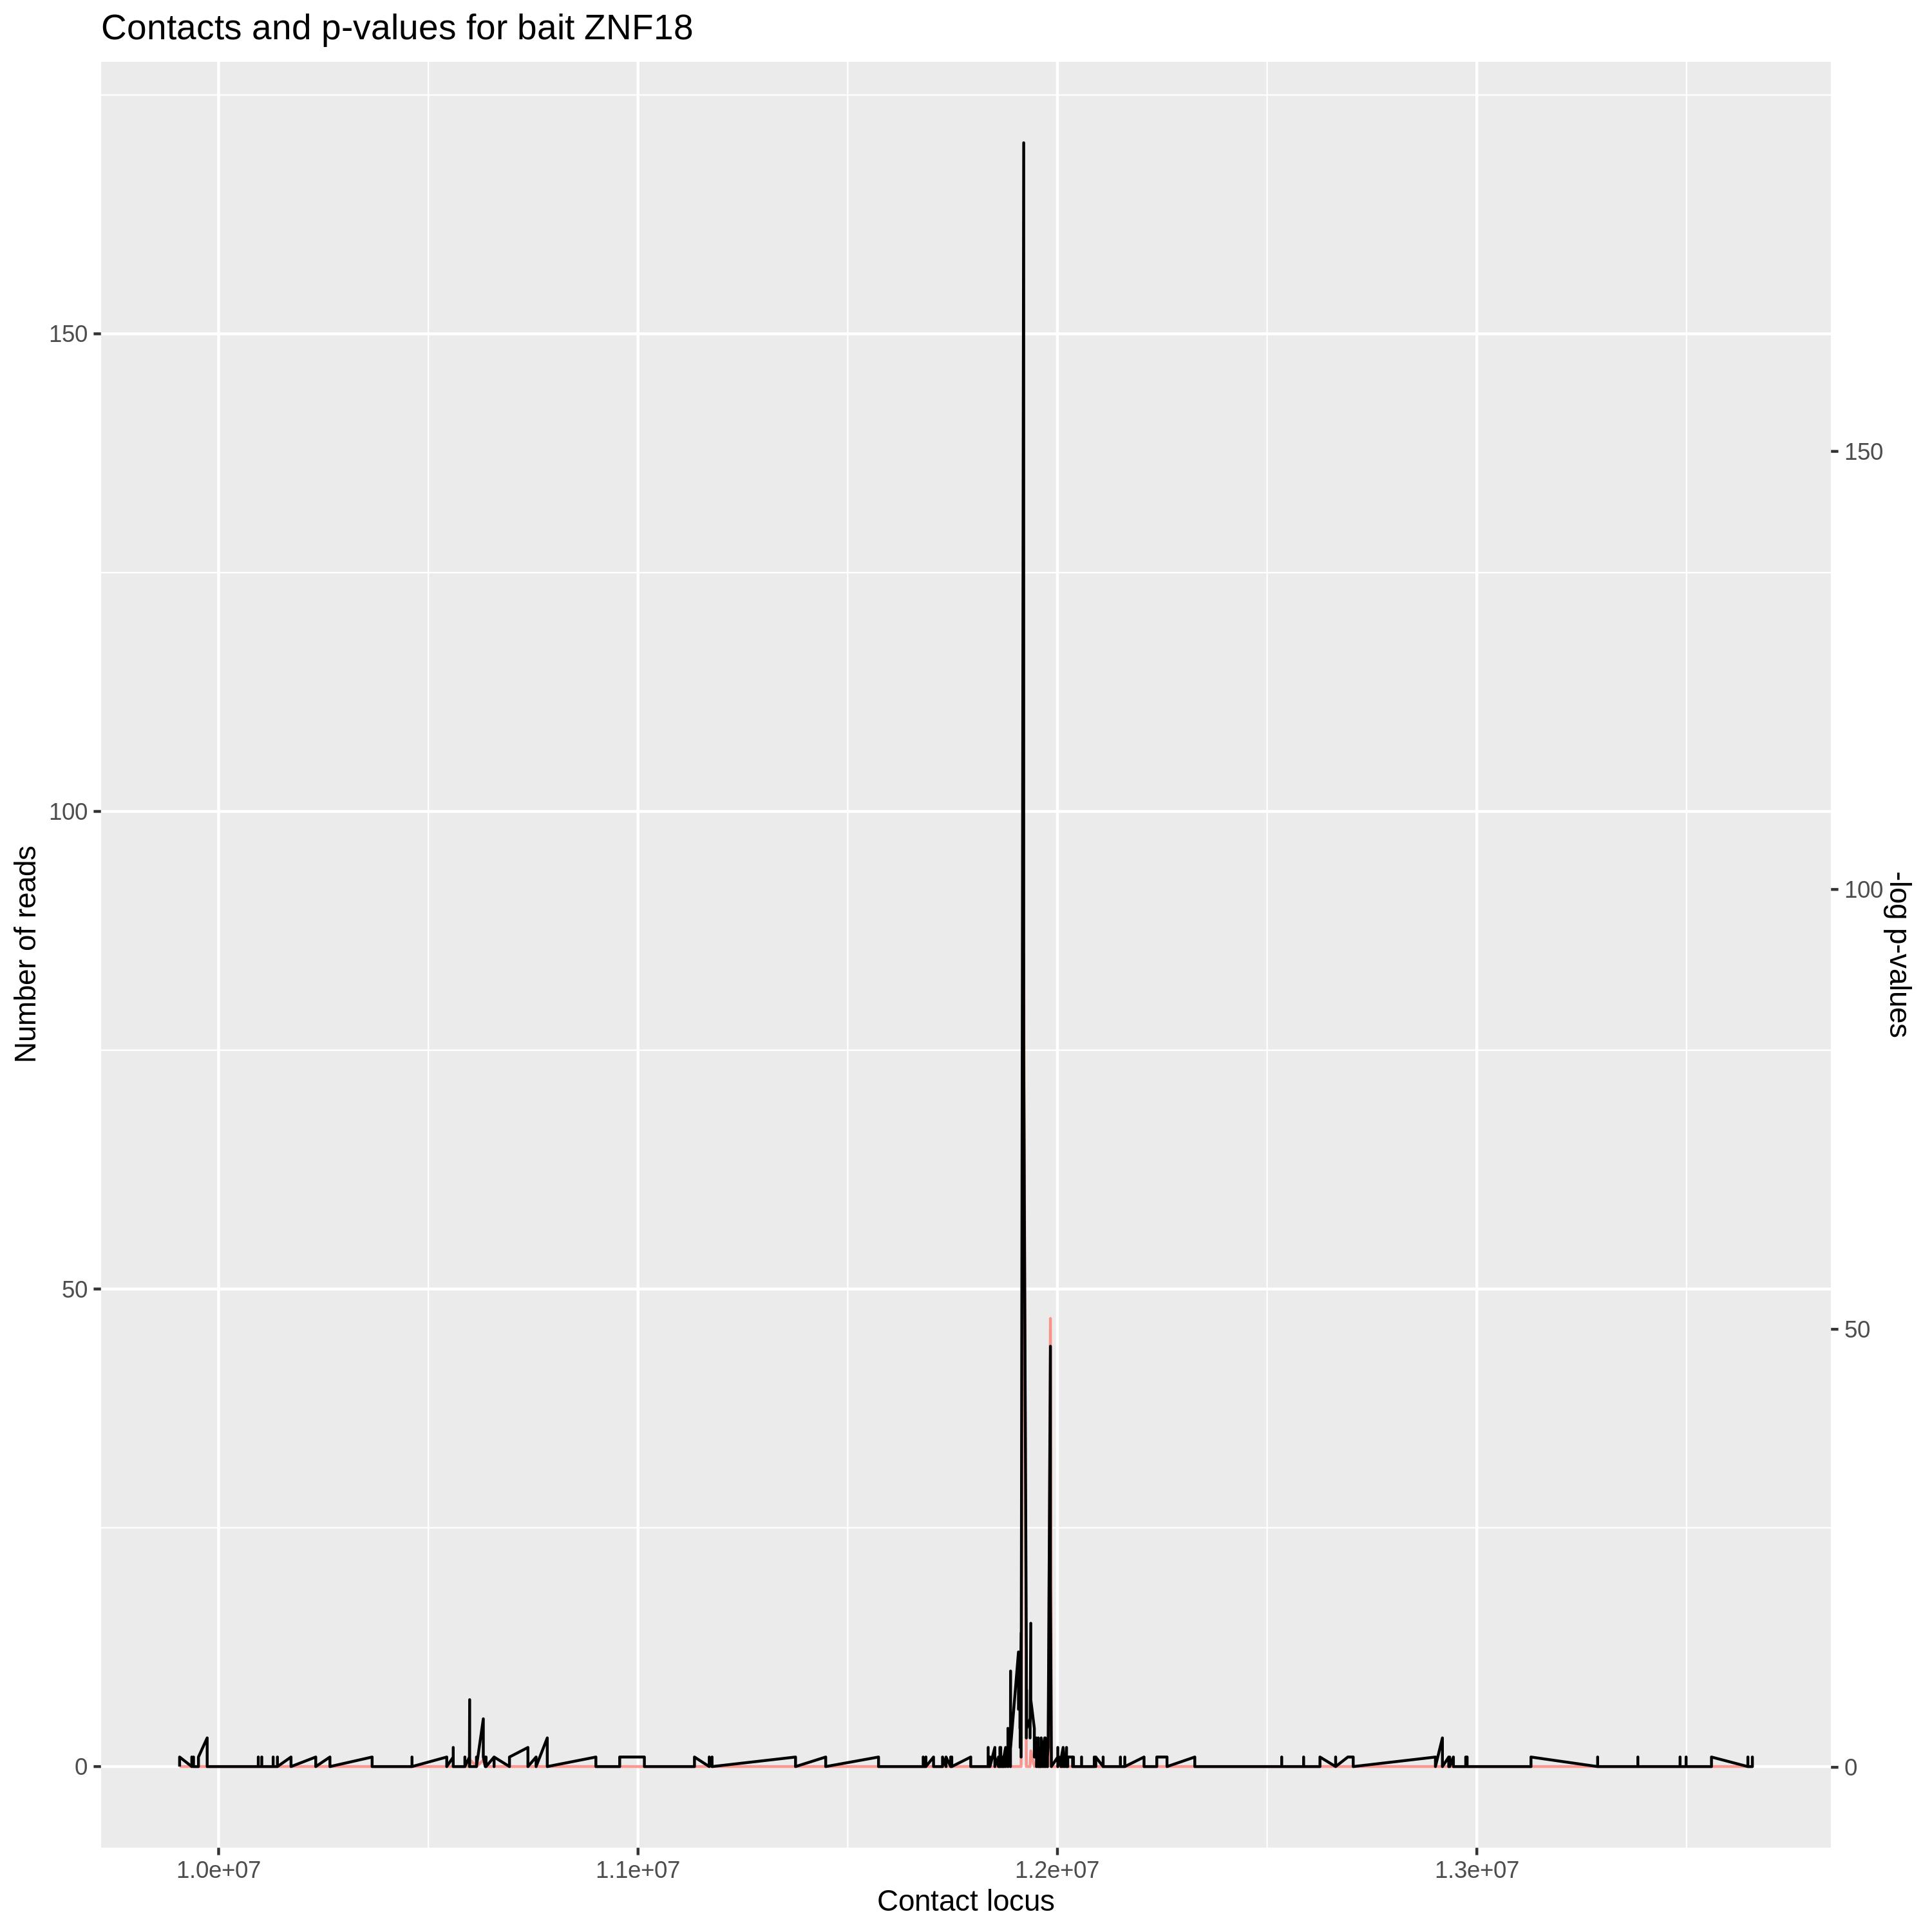 Contacts and p-values for bait ZNF18
150
100
50
0
Number of reads
150
100
50
0
-log p-values
1.0e+07
1.1e+07
1.2e+07
1.3e+07
Contact locus